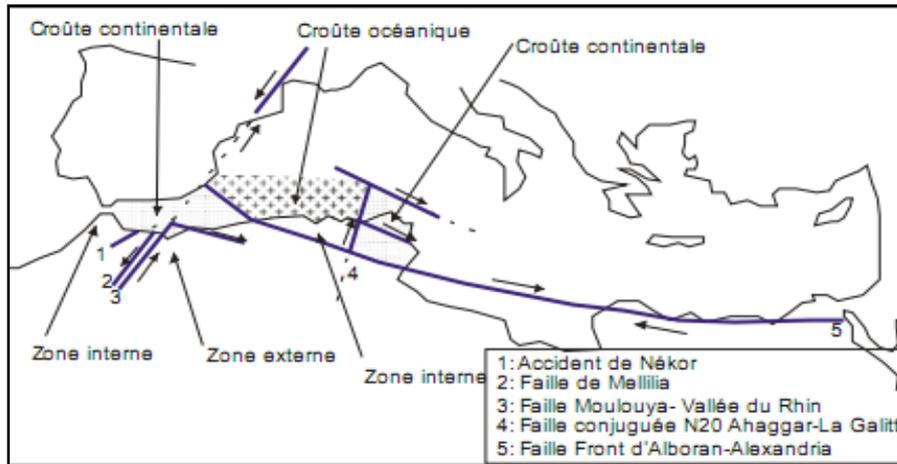 Croûte continentale
Croûte océanique
Croûte continentale
1
2
3
4
5
Zone interne
Zone externe
Zone interne
1: Accident de Nékor
2: Faille de Mellilia
3: Faille Moulouya- Vallée du Rhin
4: Faille conjuguée N20 Ahaggar-La Galitt
5: Faille Front d'Alboran-Alexandria